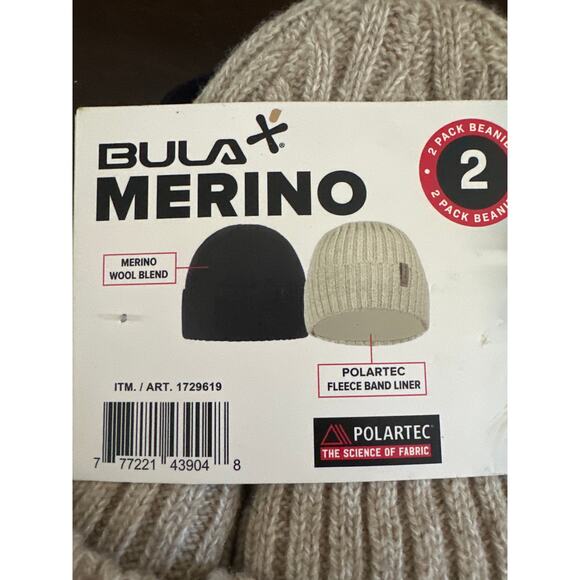 BULA
®
MERINO
2 PACK BEANIE
2
2 PACK BEANIE
MERINO
WOOL BLEND
POLARTEC
FLEECE BAND LINER
ITM. / ART. 1729619
7 77221 43904 8
POLARTEC®
THE SCIENCE OF FABRIC